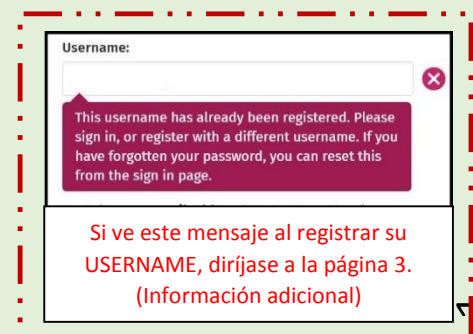 Username:
This username has already been registered. Please
sign in, or register with a different username. If you
have forgotten your password, you can reset this
from the sign in page.
Si ve este mensaje al registrar su
USERNAME, diríjase a la página 3.
(Información adicional)